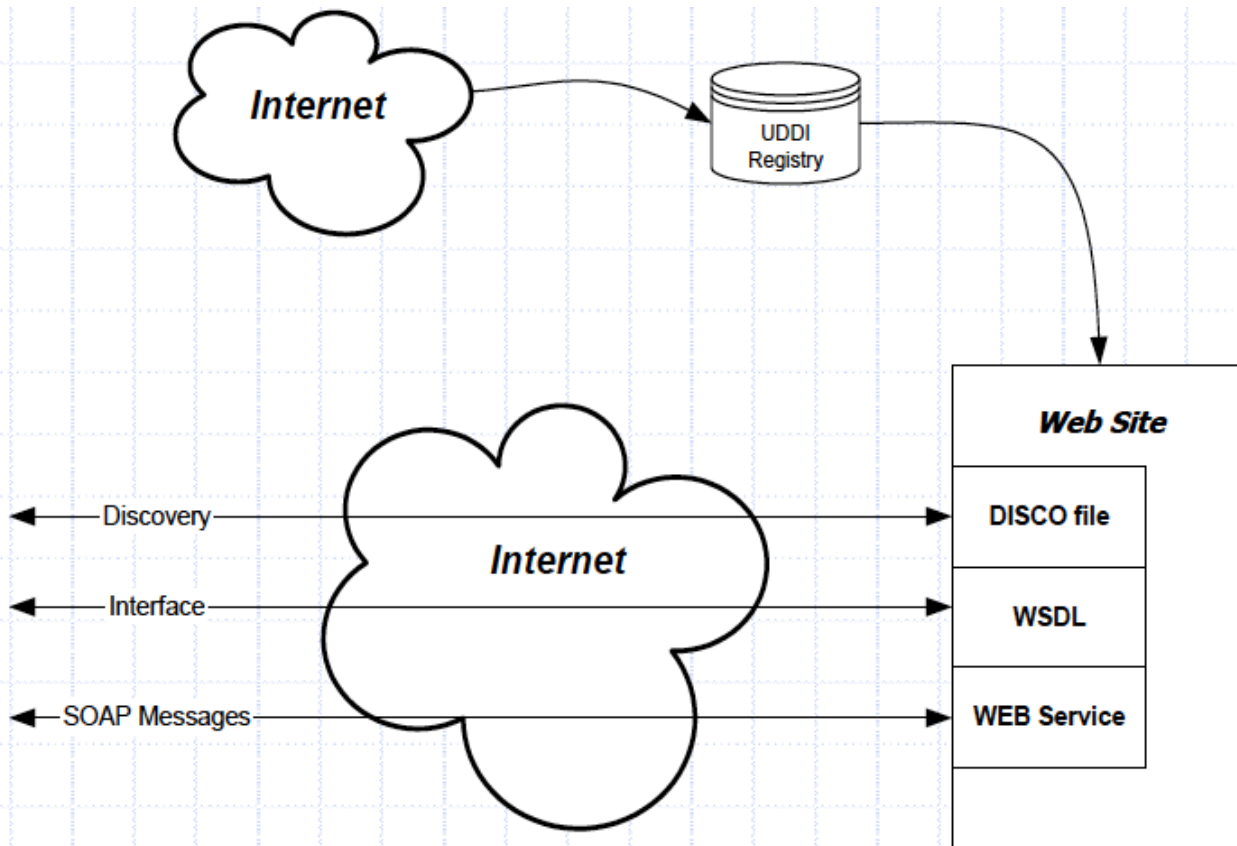 Internet
UDDI
Registry
Web Site
Discovery
DISCO file
Internet
Interface
WSDL
SOAP Messages
WEB Service